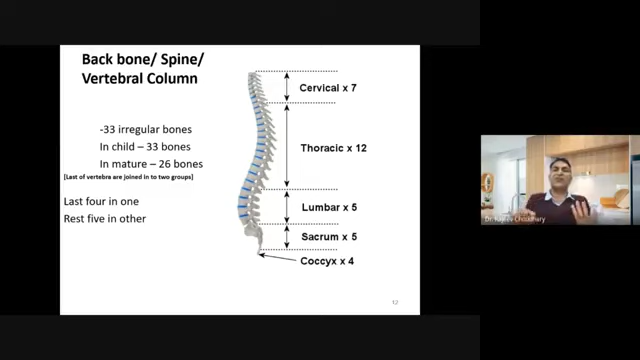 Back bone/ Spine/
Vertebral Column
-33 irregular bones
In child – 33 bones
In mature – 26 bones
[Last of vertebra are joined in to two groups]
Last four in one
Rest five in other
Cervical x 7
Thoracic x 12
Lumbar x 5
Sacrum x 5
Coccyx x 4
12
Dr. Rajeev Choudhury